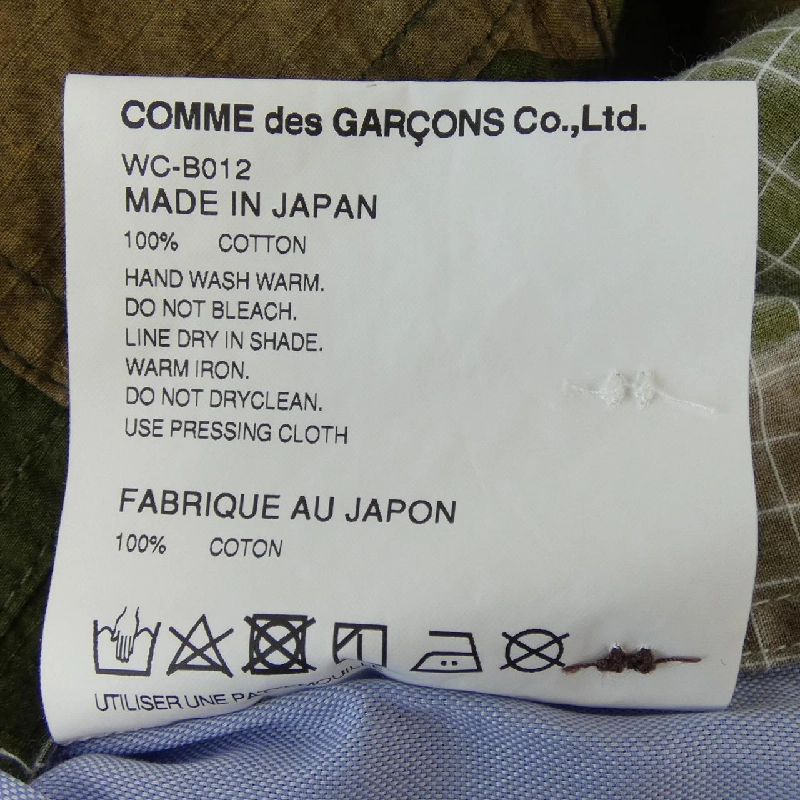 COMME des GARÇONS Co.,Ltd.
WC-B012
MADE IN JAPAN
100% COTTON
HAND WASH WARM.
DO NOT BLEACH.
LINE DRY IN SHADE.
WARM IRON.
DO NOT DRYCLEAN.
USE PRESSING CLOTH
FABRIQUE AU JAPON
100% COTON
UTILISER UNE